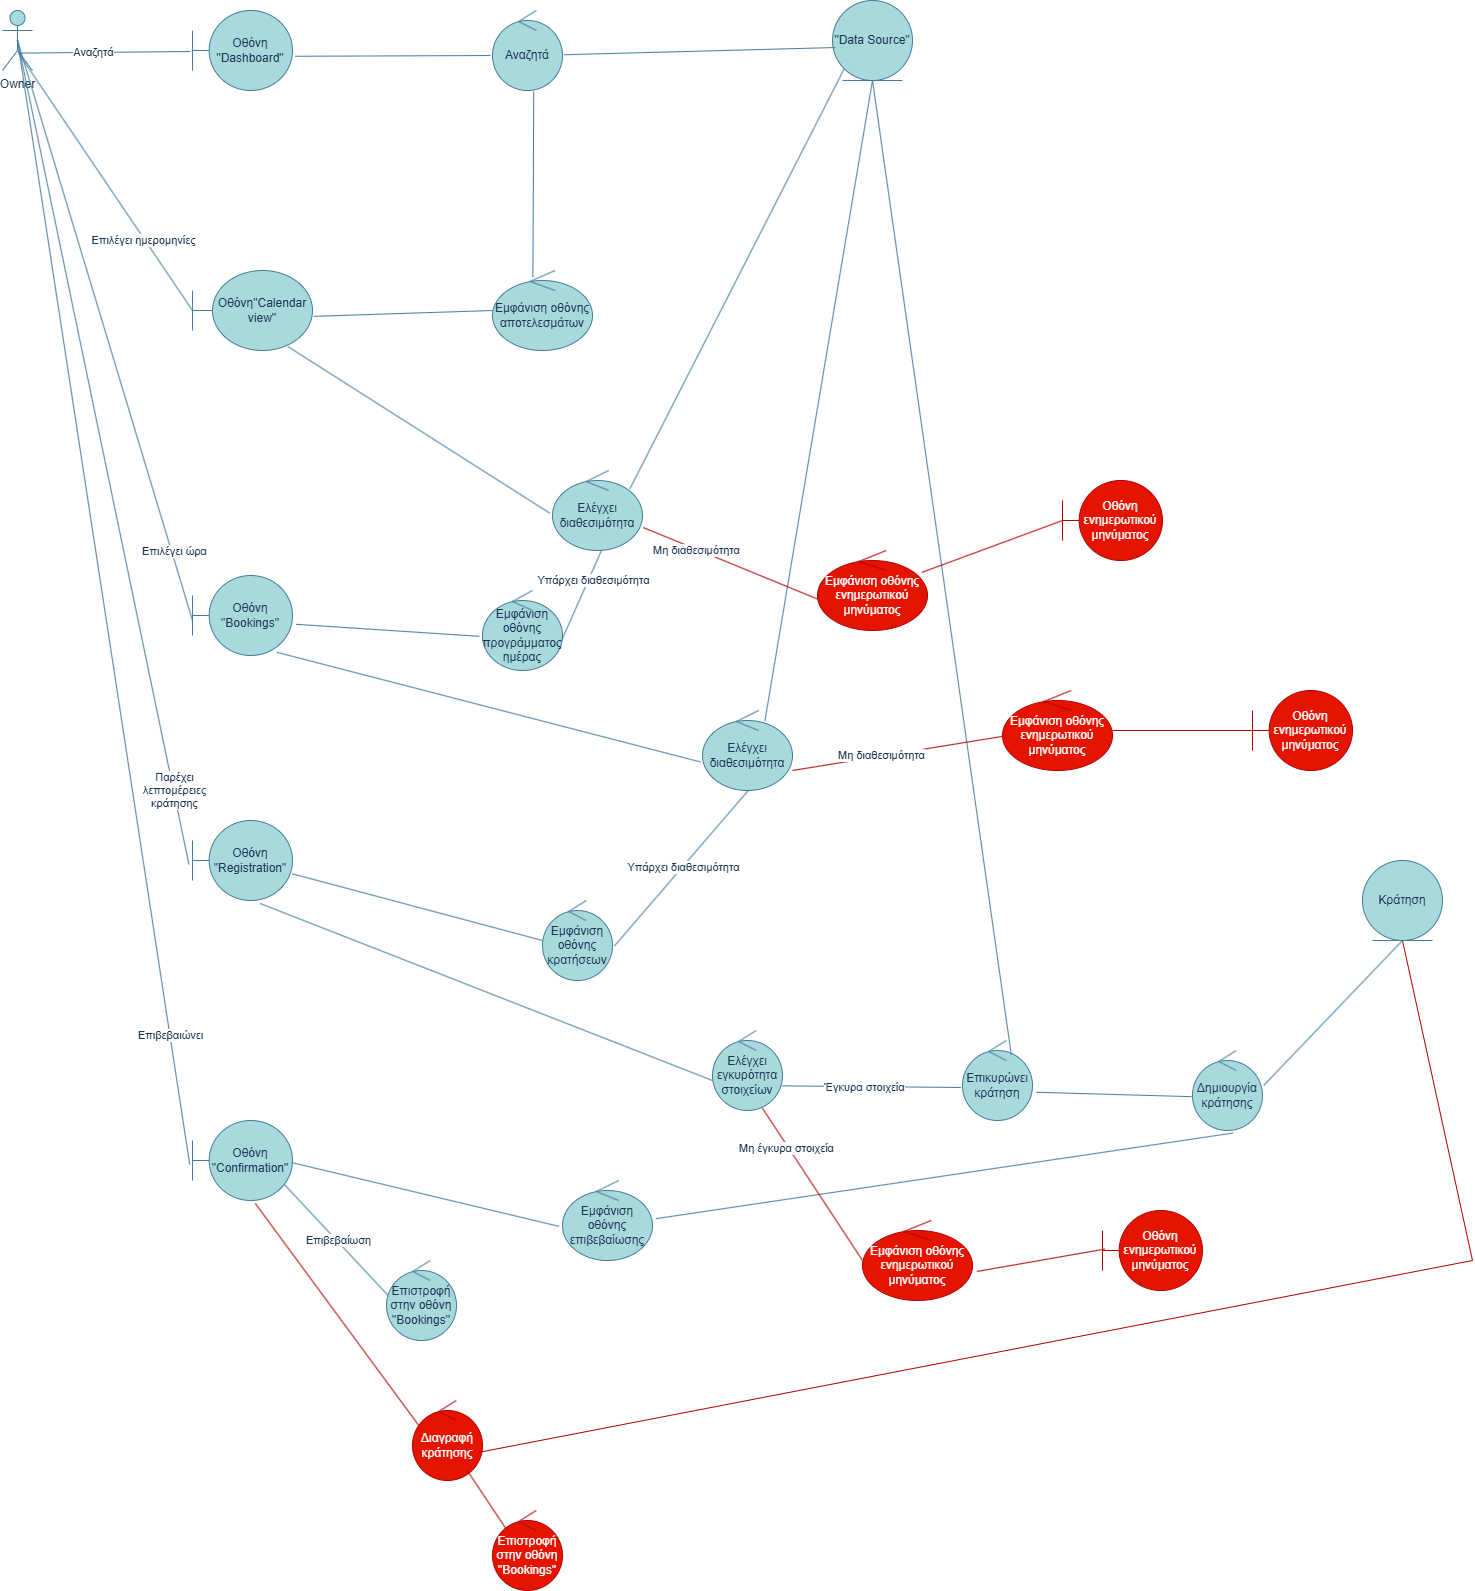 Owner
Αναζητά
Οθόνη
"Dashboard"
Αναζητά
"Data Source"
Επιλέγει ημερομηνίες
Οθόνη"Calendar
view"
Εμφάνιση οθόνης
αποτελεσμάτων
Ελέγχει
διαθεσιμότητα
Μη διαθεσιμότητα
Οθόνη
ενημερωτικού
μηνύματος
Εμφάνιση οθόνης
ενημερωτικού
μηνύματος
Υπάρχει διαθεσιμότητα
Επιλέγει ώρα
Οθόνη
"Bookings"
Εμφάνιση
οθόνης
προγράμματος
ημέρας
Ελέγχει
διαθεσιμότητα
Μη διαθεσιμότητα
Εμφάνιση οθόνης
ενημερωτικού
μηνύματος
Οθόνη
ενημερωτικού
μηνύματος
Παρέχει
λεπτομέρειες
κράτησης
Οθόνη
"Registration"
Υπάρχει διαθεσιμότητα
Εμφάνιση
οθόνης
κρατήσεων
Κράτηση
Επιβεβαιώνει
Ελέγχει
εγκυρότητα
στοιχείων
Έγκυρα στοιχεία
Επικυρώνει
κράτηση
Δημιουργία
κράτησης
Μη έγκυρα στοιχεία
Οθόνη
"Confirmation"
Εμφάνιση
οθόνης
επιβεβαίωσης
Εμφάνιση οθόνης
ενημερωτικού
μηνύματος
Οθόνη
ενημερωτικού
μηνύματος
Επιβεβαίωση
Επιστροφή
στην οθόνη
"Bookings"
Διαγραφή
κράτησης
Επιστροφή
στην οθόνη
"Bookings"